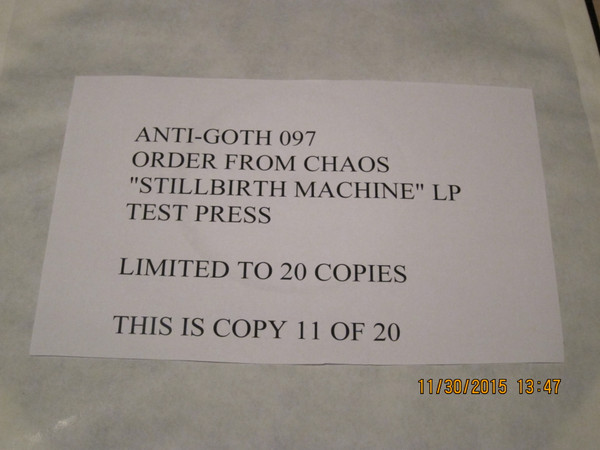 ANTI-GOTH 097
ORDER FROM CHAOS
"STILLBIRTH MACHINE" LP
TEST PRESS
LIMITED TO 20 COPIES
THIS IS COPY 11 OF 20
11/30/2015 13:47